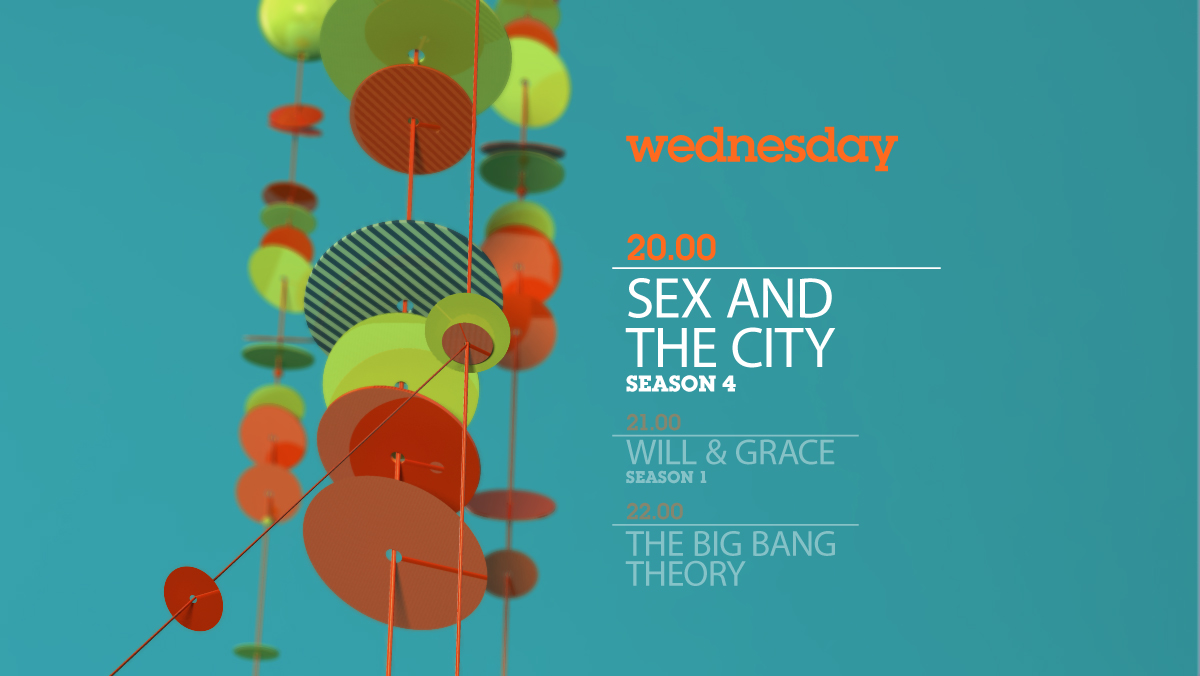 wednesday
20.00
SEX AND
THE CITY
SEASON 4
21.00
WILL & GRACE
SEASON 1
22.00
THE BIG BANG
THEORY